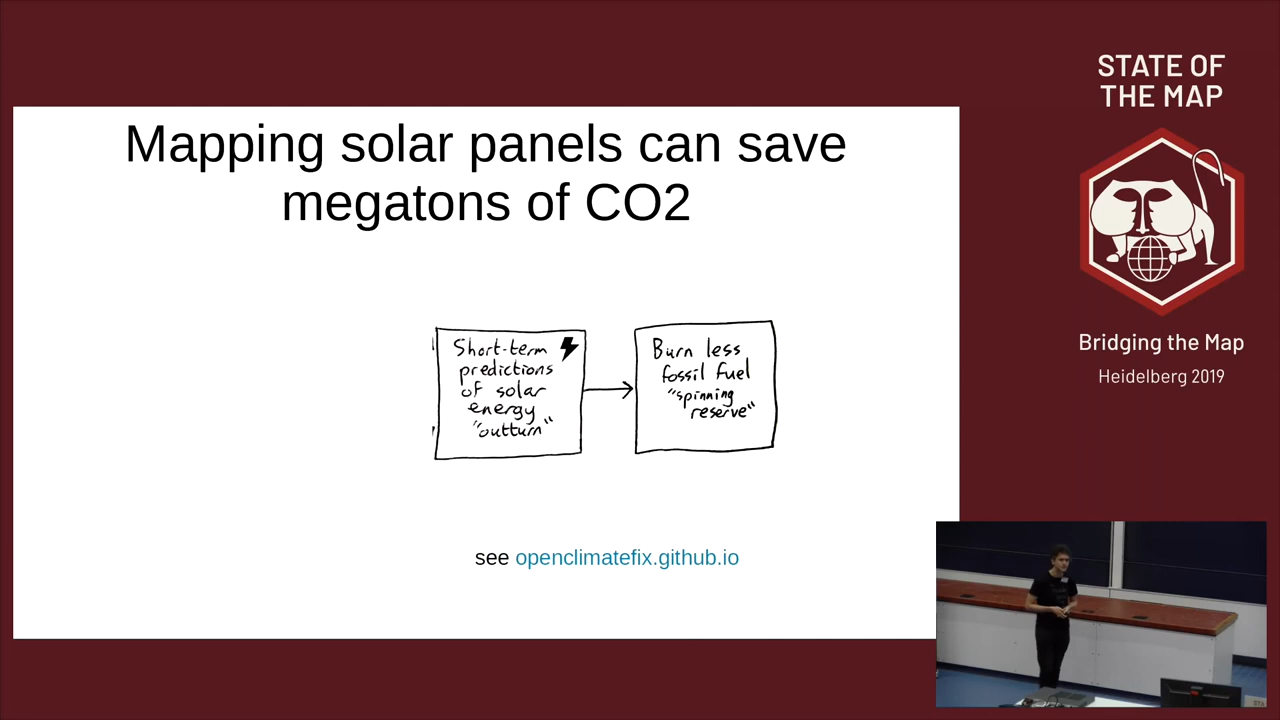 Mapping solar panels can save
megatons of CO2
Short-term
predictions
of solar
energy
"outturn"
Burn less
fossil fuel
"spinning
reserve"
see openclimatefix.github.io
STATE OF
THE MAP
Bridging the Map
Heidelberg 2019